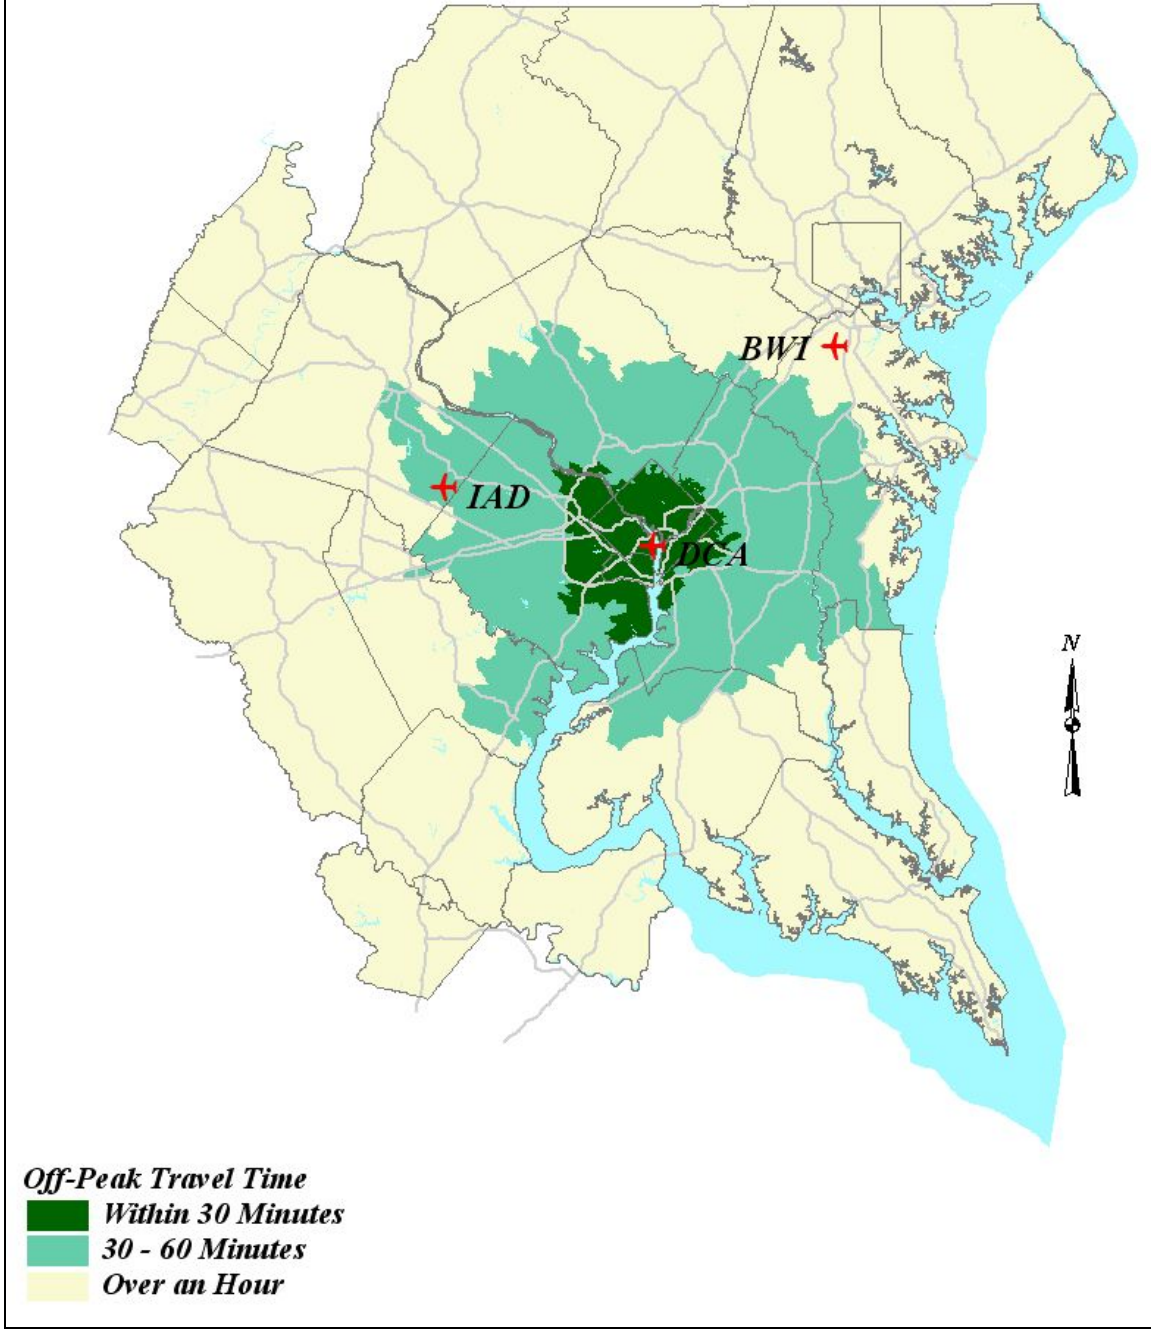 BWI
IAD
DCA
N
Off-Peak Travel Time
Within 30 Minutes
30 - 60 Minutes
Over an Hour